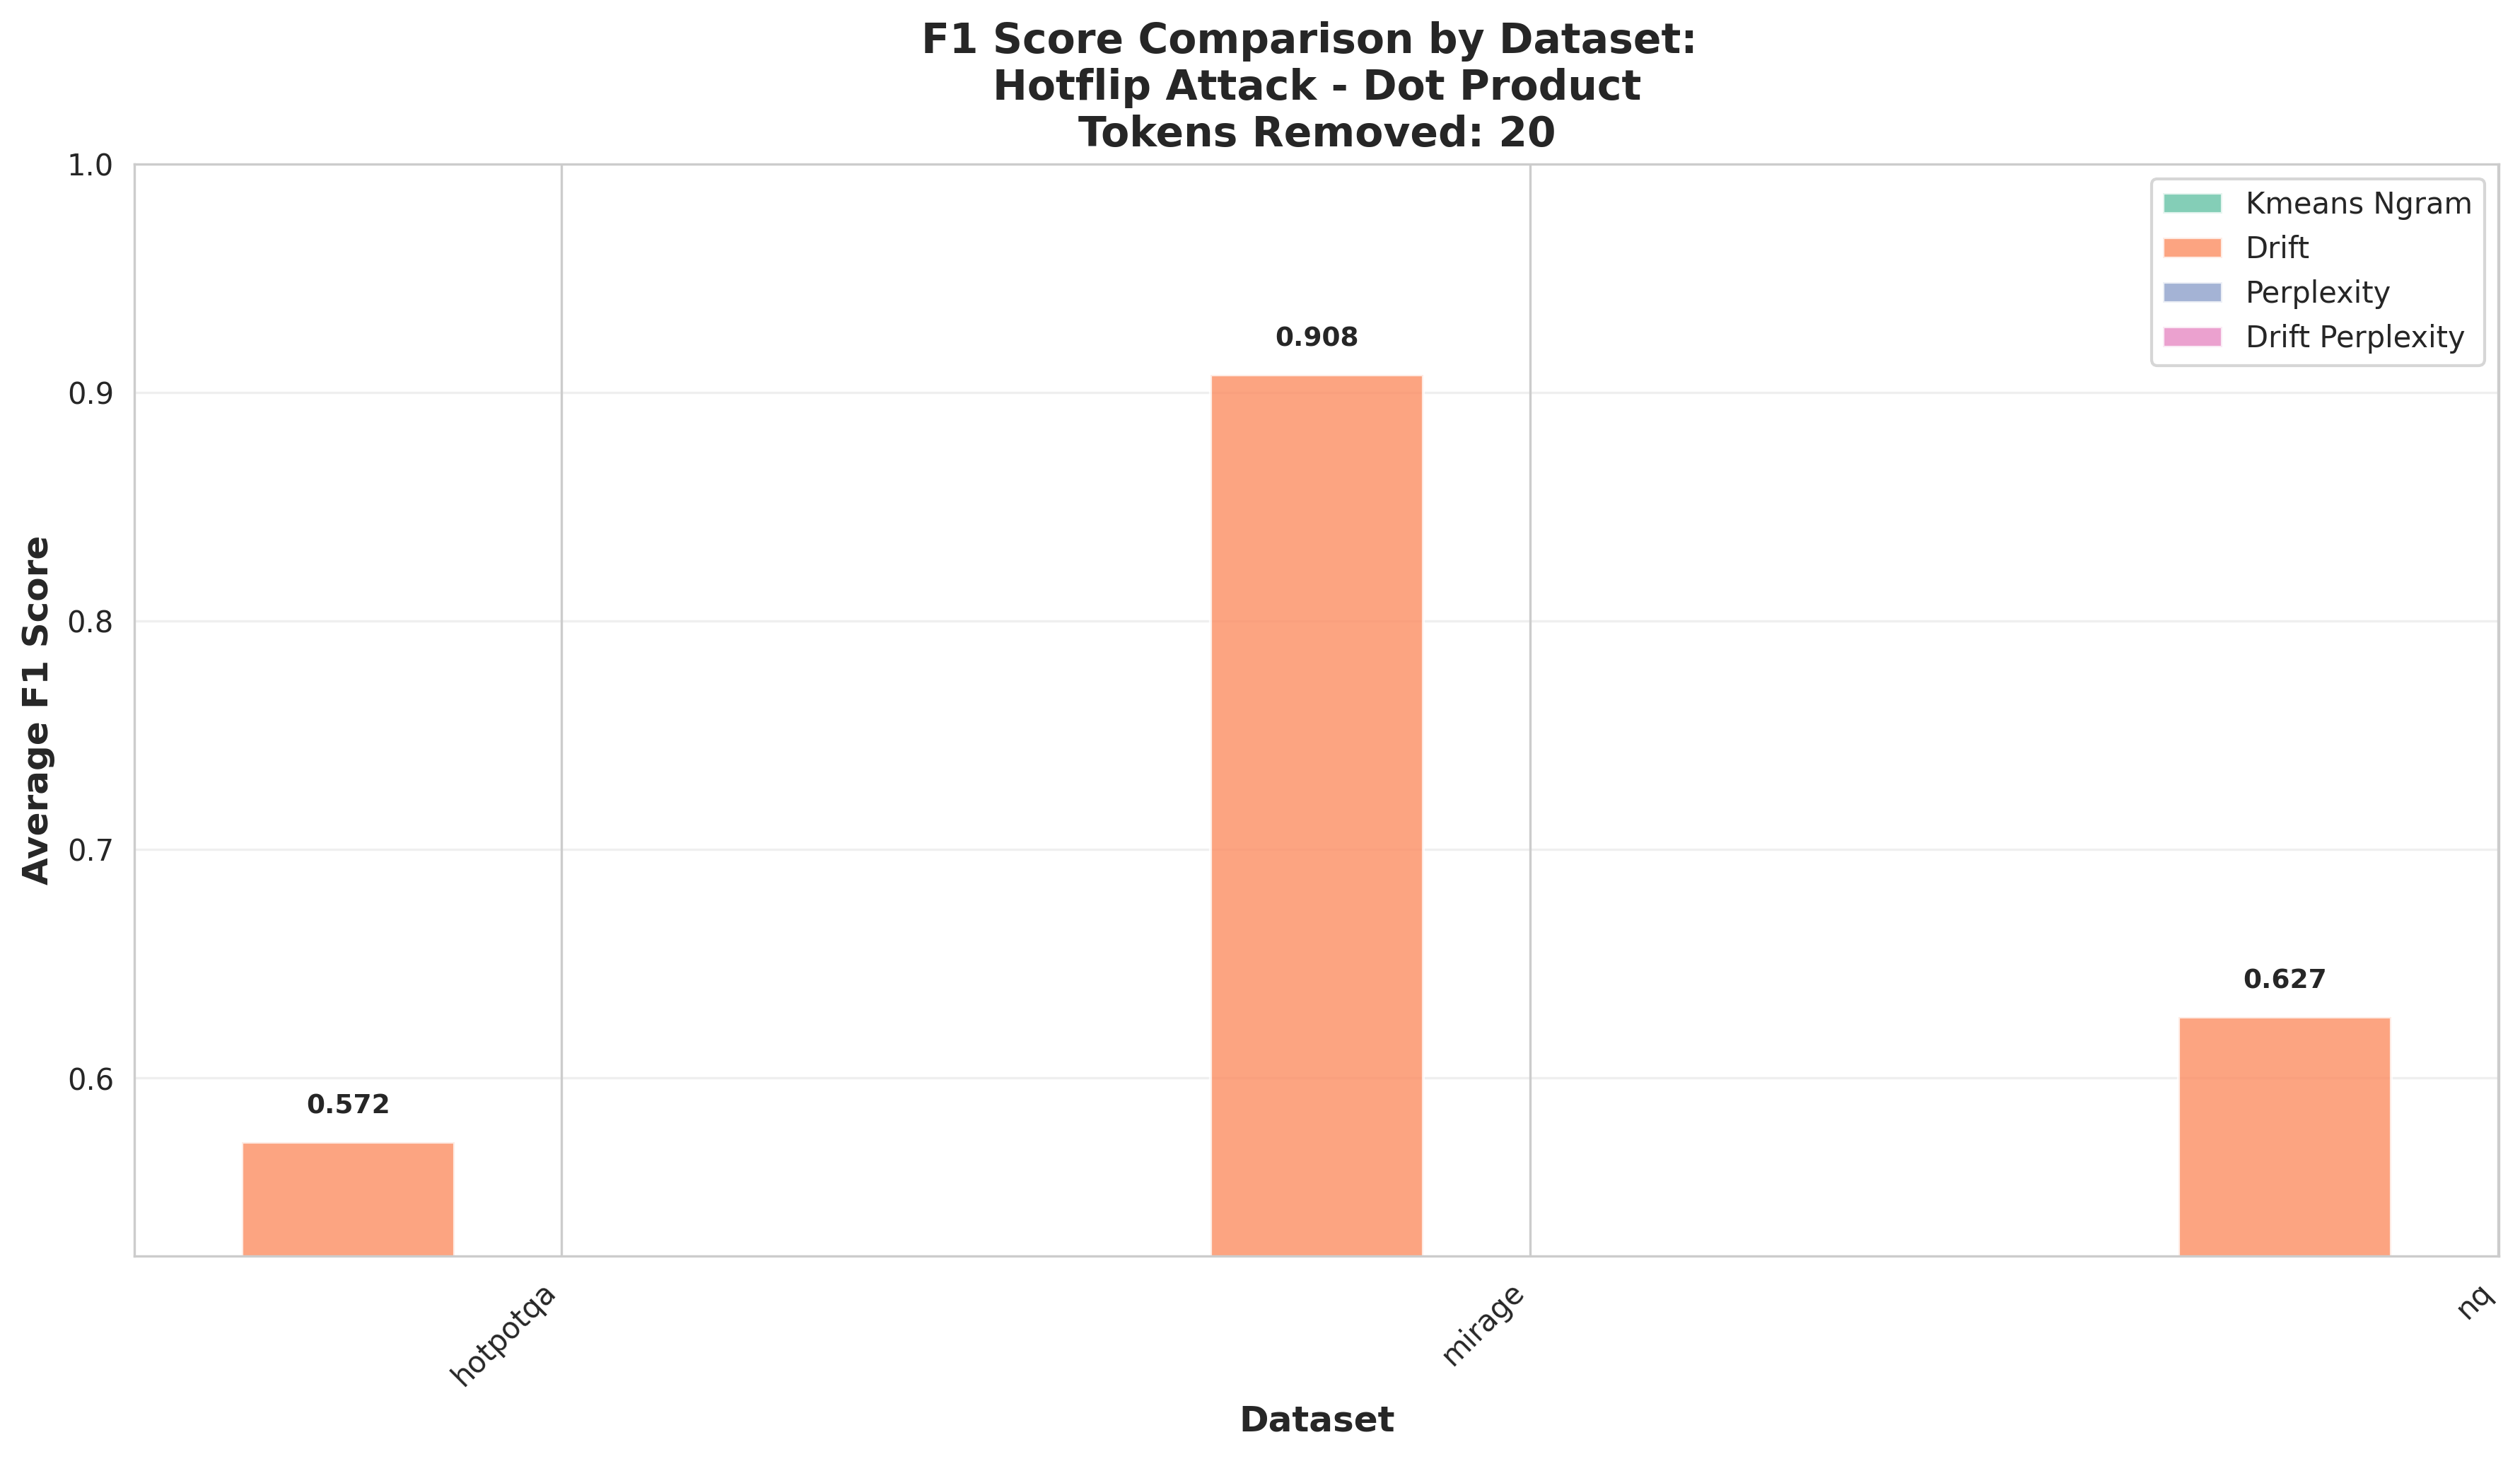 F1 Score Comparison by Dataset:
Hotflip Attack - Dot Product
Tokens Removed: 20
1.0
0.9
0.8
0.7
0.6
Average F1 Score
Kmeans Ngram
Drift
Perplexity
Drift Perplexity
0.572
0.908
0.627
hotpotqa
mirage
nq
Dataset